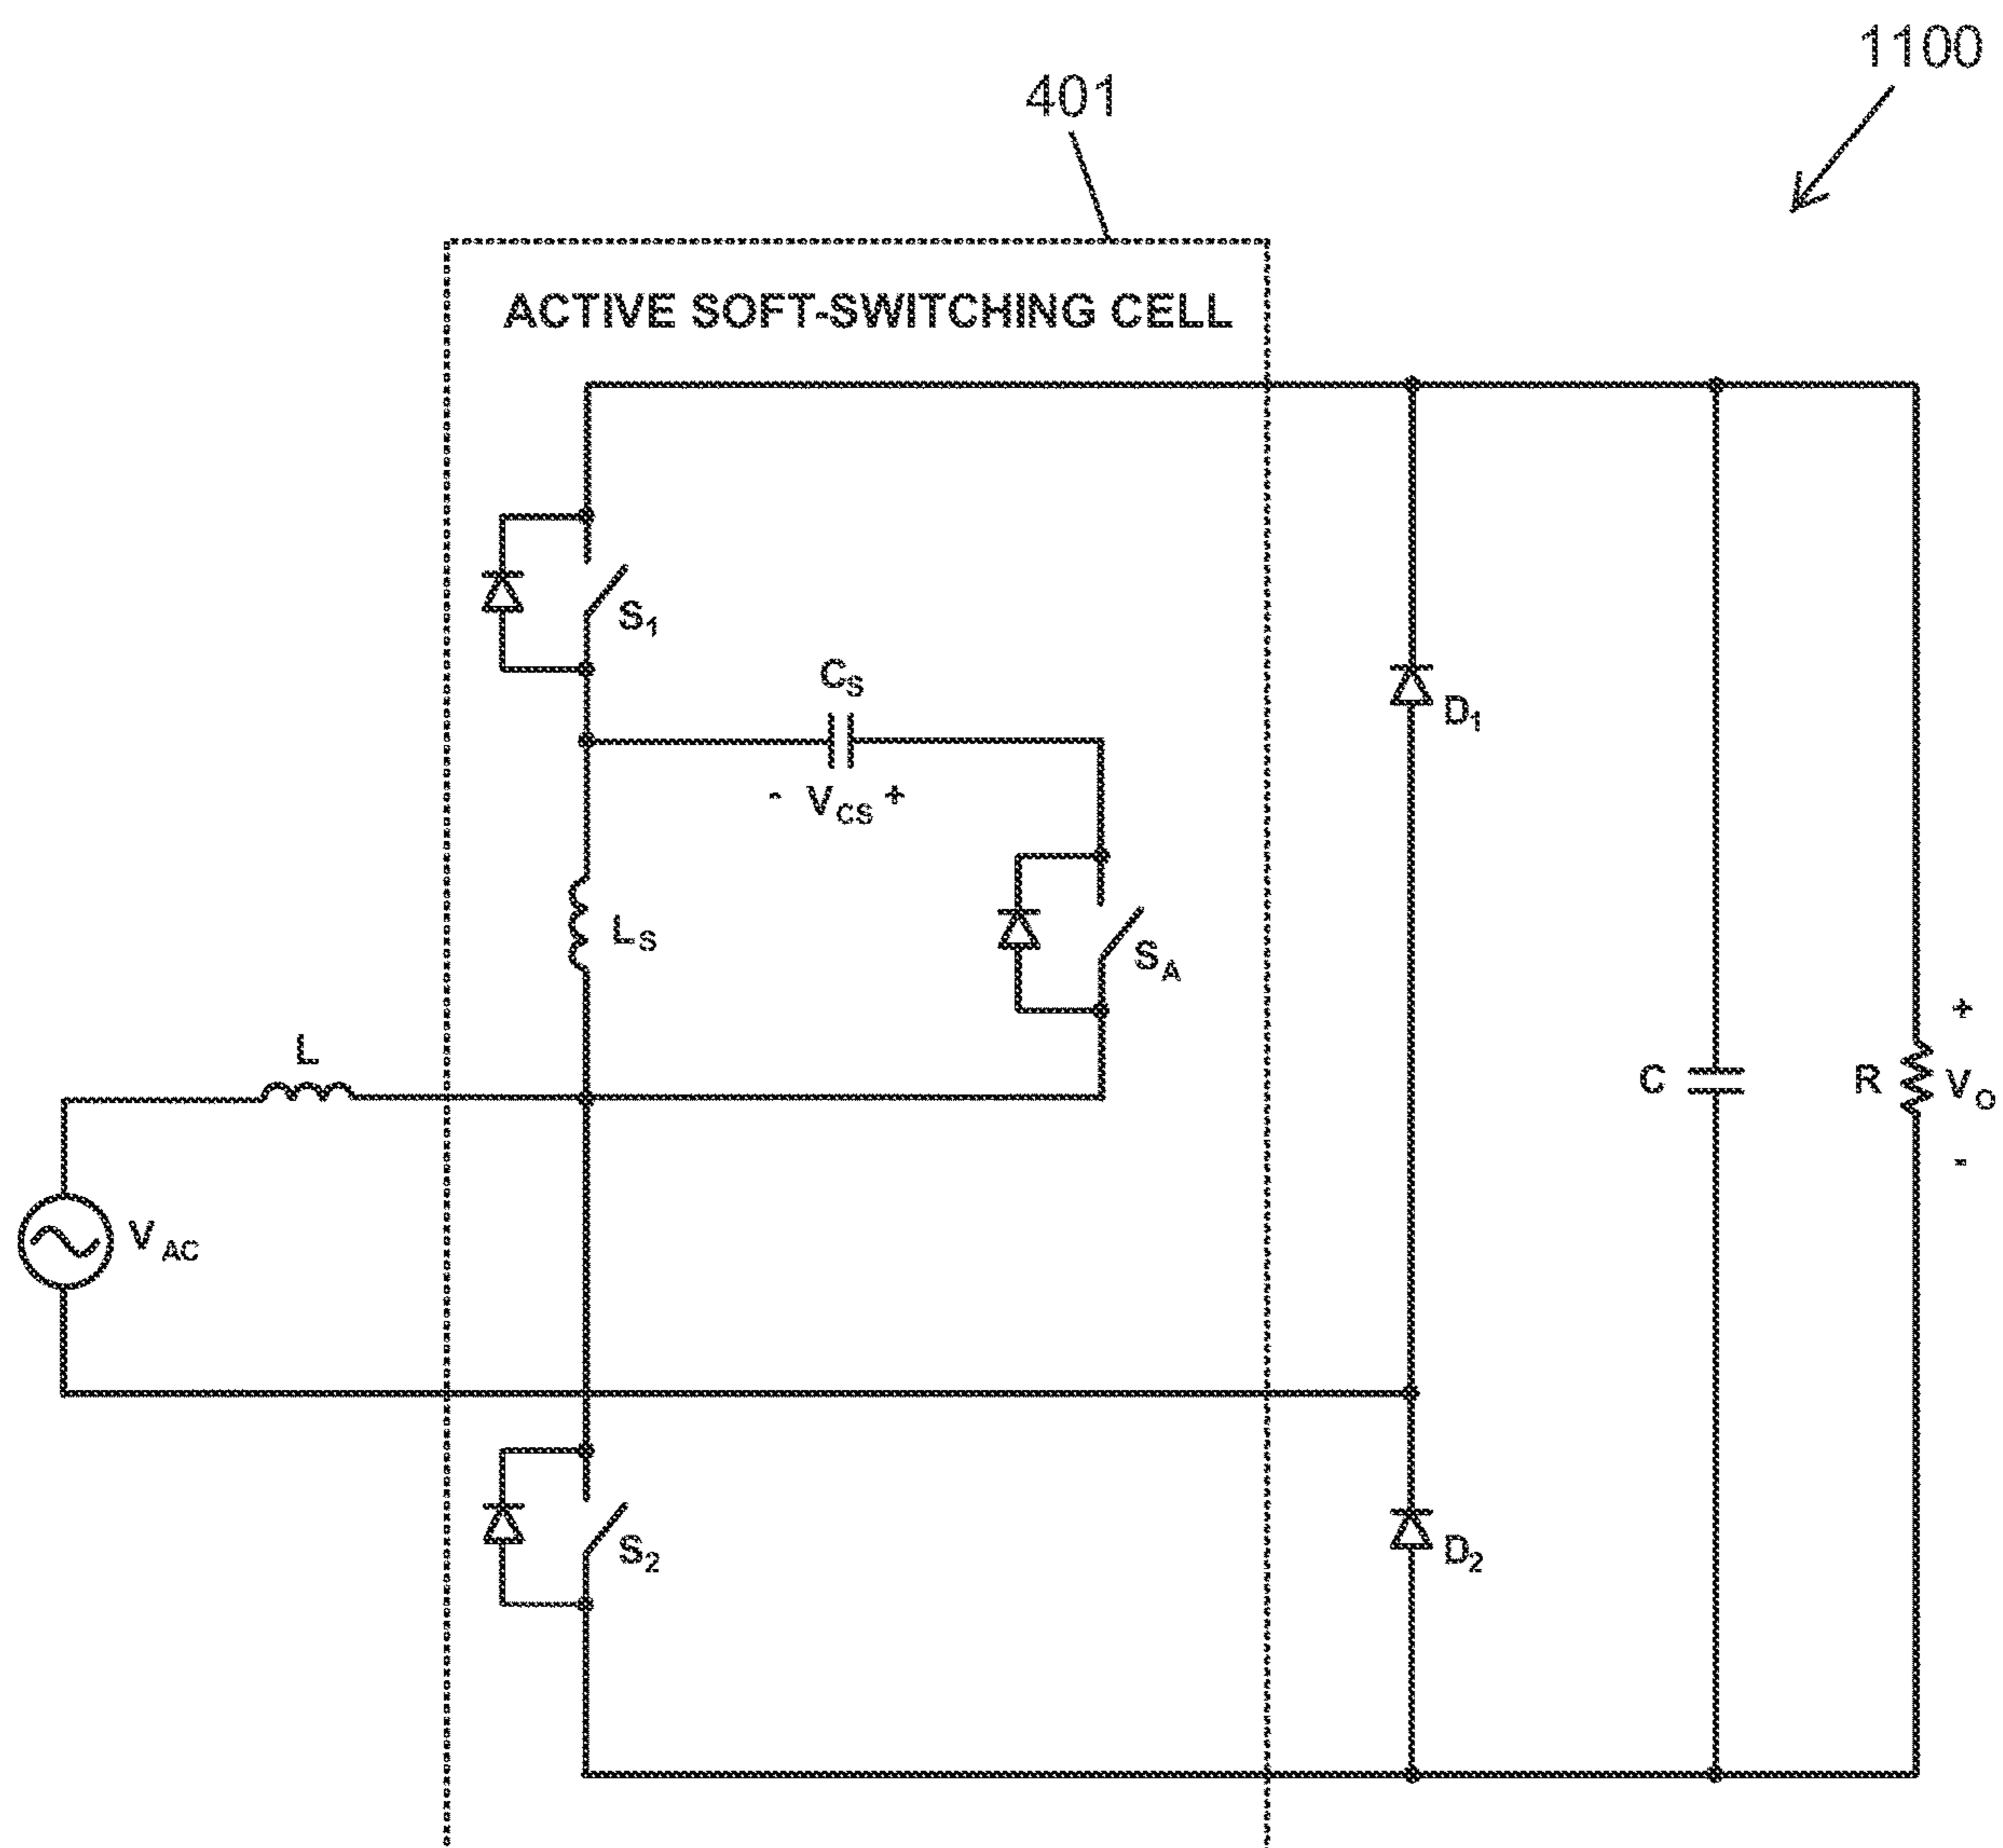 1100
401
ACTIVE SOFT-SWITCHING CELL
S1
CS
D1
- VCS +
LS
SA
L
+
C
R
VO
-
VAC
S2
D2